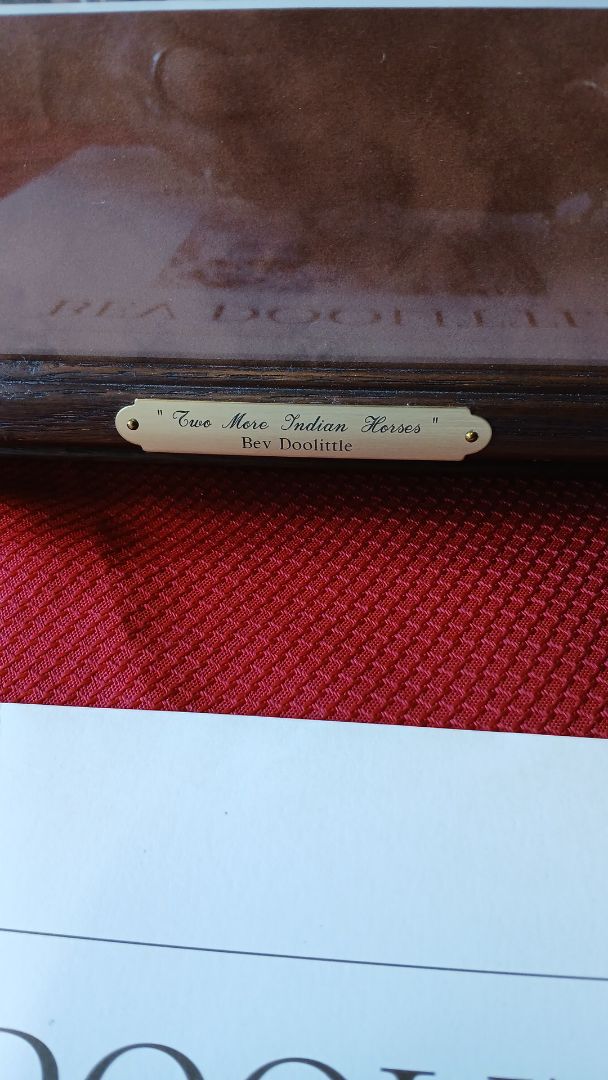 " Two More Indian Horses "
Bev Doolittle